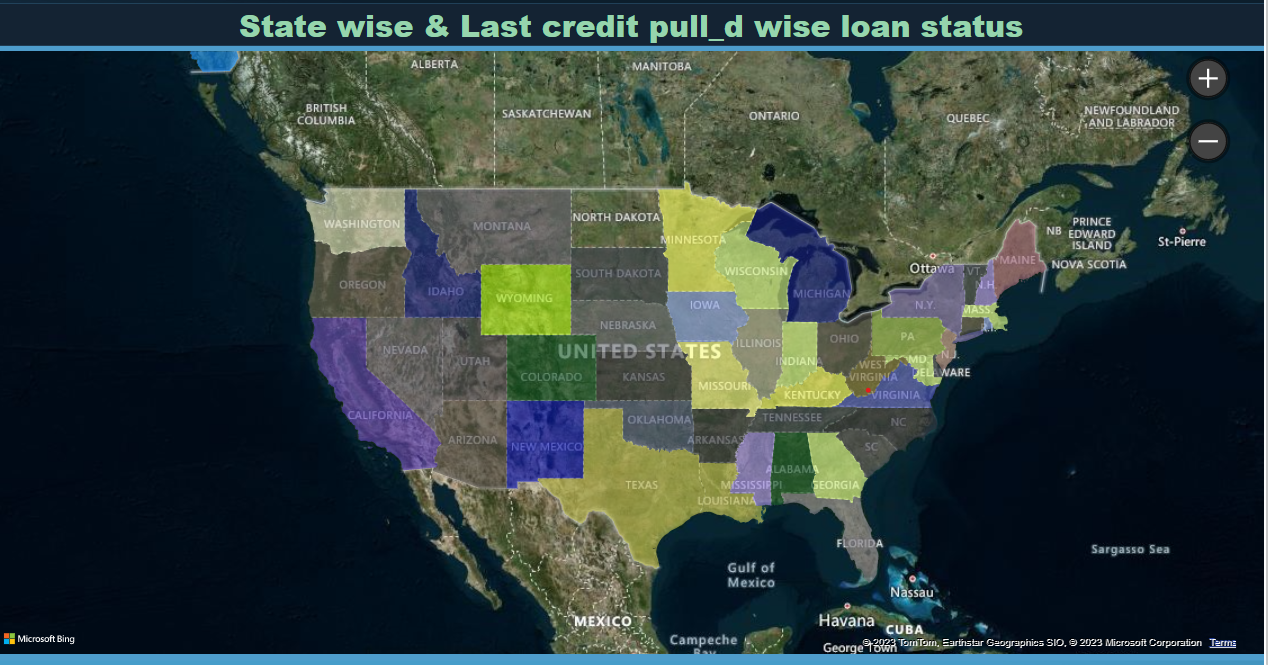 State wise & Last credit pull_d wise loan status
ALBERTA
MANITOBA
BRITISH
COLUMBIA
SASKATCHEWAN
ONTARIO
QUEBEC
NEWFOUNDLAND
AND LABRADOR
WASHINGTON
MONTANA
NORTH DAKOTA
MINNESOTA
NB
PRINCE
EDWARD
ISLAND
St-Pierre
NOVA SCOTIA
MAINE
Ottawa
VT
N.H
OREGON
IDAHO
WYOMING
SOUTH DAKOTA
WISCONSIN
MICHIGAN
N.Y.
MASS
R.I.
IOWA
NEBRASKA
NEVADA
UTAH
COLORADO
UNITED STATES
KANSAS
ILLINOIS
INDIANA
OHIO
PA
N.J.
MD
DELAWARE
WEST
VIRGINIA
VIRGINIA
MISSOURI
KENTUCKY
CALIFORNIA
ARIZONA
NEW MEXICO
OKLAHOMA
ARKANSAS
TENNESSEE
NC
SC
TEXAS
LOUISIANA
MISSISSIPPI
ALABAMA
GEORGIA
FLORIDA
Gulf of
Mexico
Sargasso Sea
Nassau
Havana
CUBA
MEXICO
Campeche
Bay
George Town
Microsoft Bing
© 2023 TomTom, Earthstar Geographics SIO, © 2023 Microsoft Corporation Terms